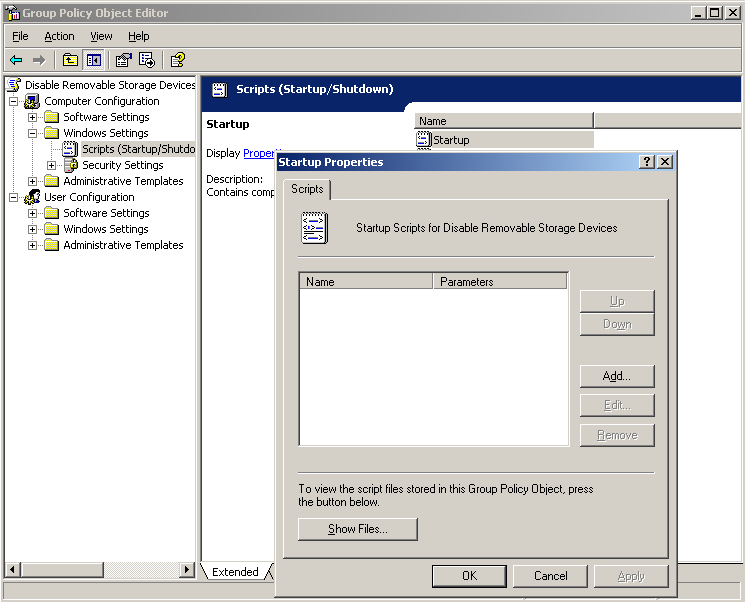 Group Policy Object Editor
File Action View Help
Disable Removable Storage Devices
Computer Configuration
Software Settings
Windows Settings
Scripts (Startup/Shutdo
Security Settings
Administrative Templates
User Configuration
Software Settings
Windows Settings
Administrative Templates
Scripts (Startup/Shutdown)
Startup
Display Proper
Description:
Contains comp
Name
Startup
Startup Properties
Scripts
Startup Scripts for Disable Removable Storage Devices
Name Parameters
Up
Down
Add...
Edit...
Remove
To view the script files stored in this Group Policy Object, press
the button below.
Show Files...
OK Cancel Apply
Extended